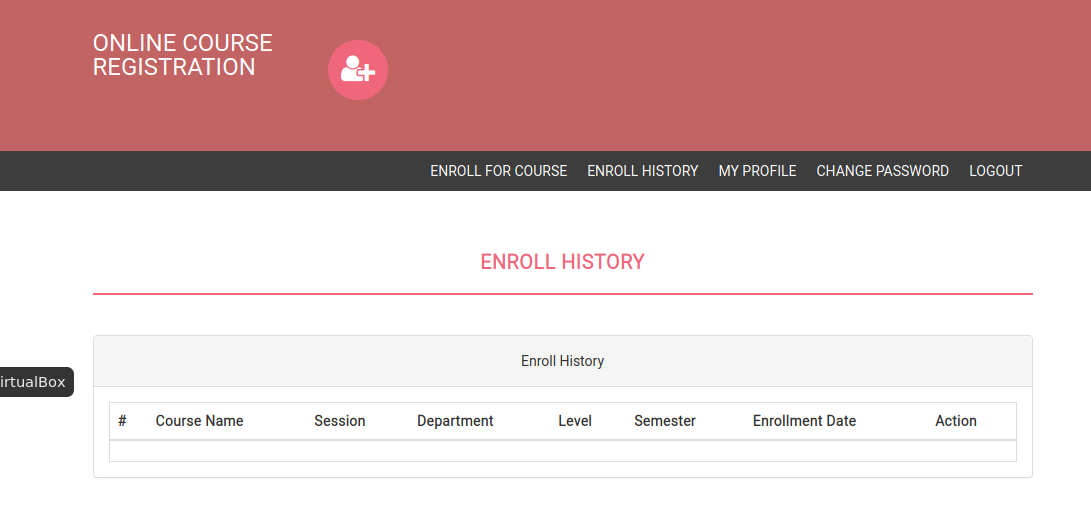 ONLINE COURSE
REGISTRATION
ENROLL FOR COURSE ENROLL HISTORY MY PROFILE CHANGE PASSWORD LOGOUT
ENROLL HISTORY
Enroll History
irtualBox
# Course Name Session Department Level Semester Enrollment Date Action